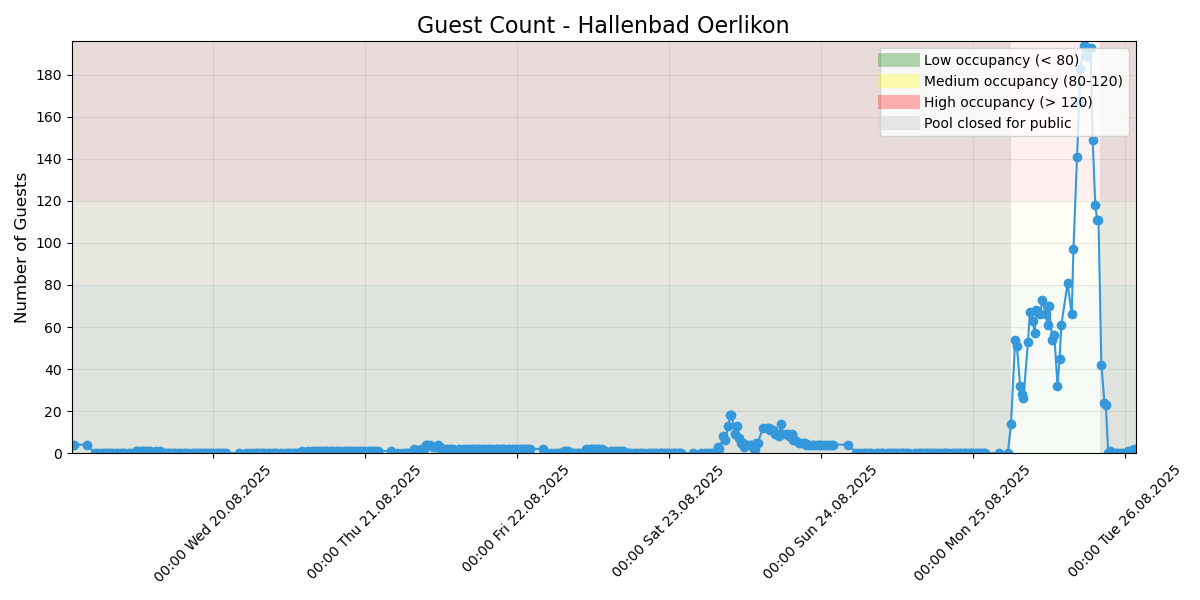 Guest Count - Hallenbad Oerlikon
Low occupancy (< 80)
Medium occupancy (80-120)
High occupancy (> 120)
Pool closed for public
Number of Guests
180
160
140
120
100
80
60
40
20
0
00:00 Wed 20.08.2025
00:00 Thu 21.08.2025
00:00 Fri 22.08.2025
00:00 Sat 23.08.2025
00:00 Sun 24.08.2025
00:00 Mon 25.08.2025
00:00 Tue 26.08.2025